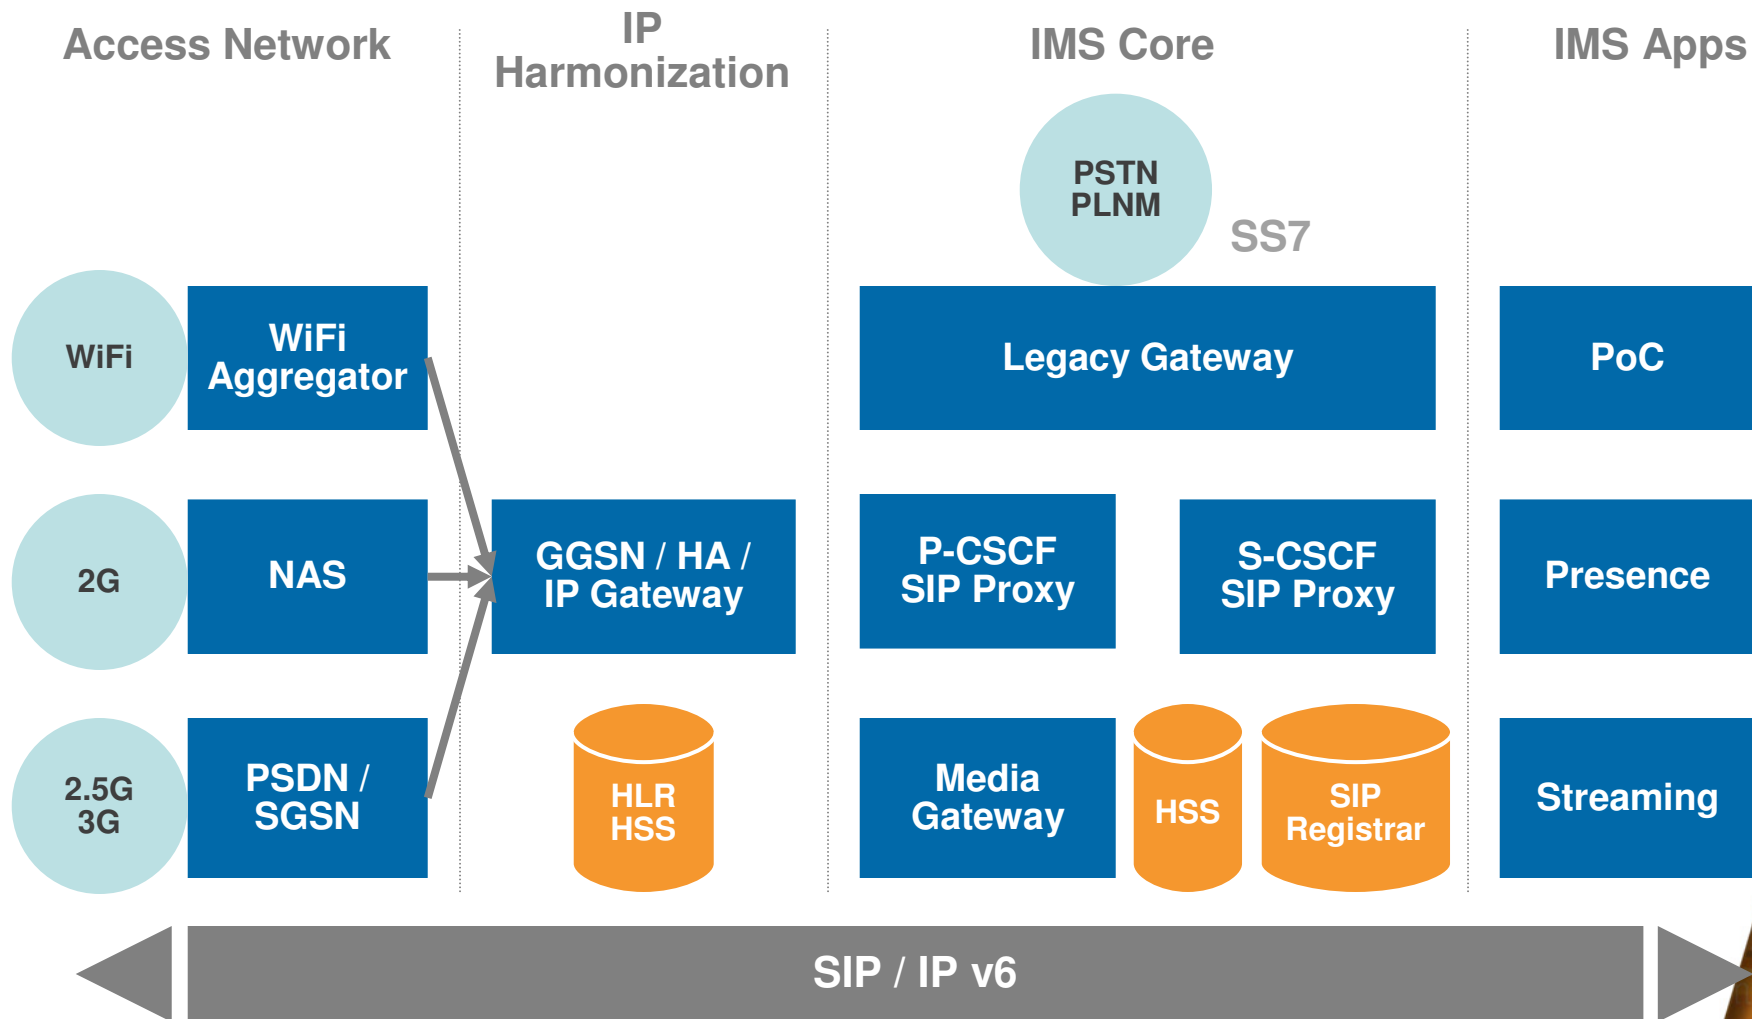 Access Network
IP
Harmonization
IMS Core
IMS Apps
PSTN
PLNM
SS7
WiFi
WiFi
Aggregator
Legacy Gateway
PoC
2G
NAS
GGSN / HA /
IP Gateway
P-CSCF
SIP Proxy
S-CSCF
SIP Proxy
Presence
2.5G
3G
PSDN /
SGSN
HLR
HSS
Media
Gateway
HSS
SIP
Registrar
Streaming
SIP / IP v6